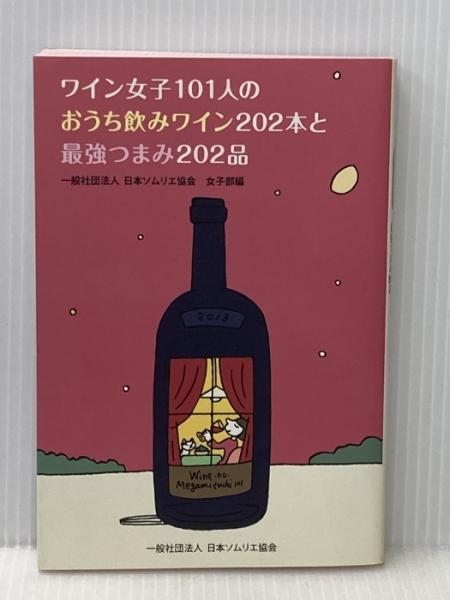 ワイン女子101人の
おうち飲みワイン202本と
最強つまみ202品
一般社団法人 日本ソムリエ協会 女子部編
2013
Wine-no-
Megamitachi 101
一般社団法人 日本ソムリエ協会